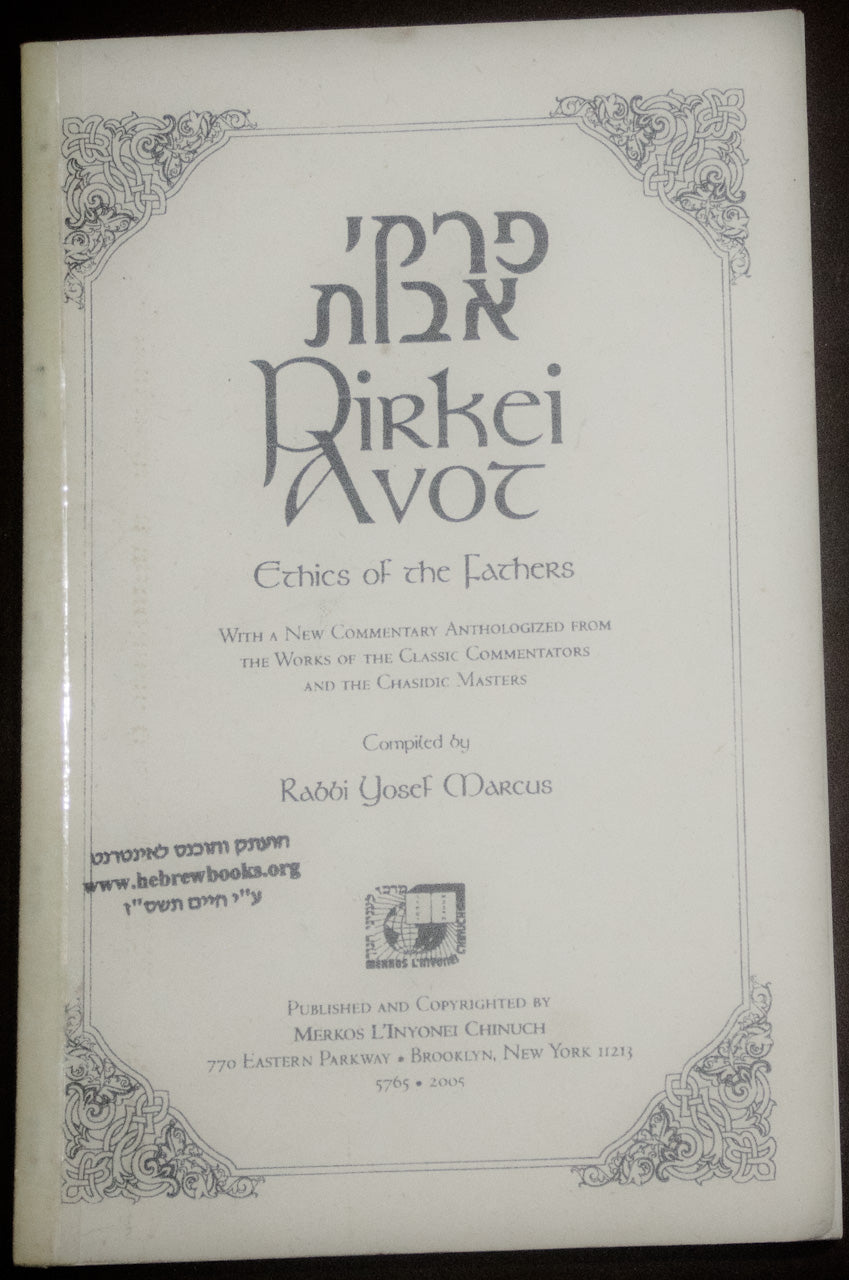 פרקי
אבות
Pirkei
Avot
Ethics of the Fathers
With a New Commentary Anthologized from
the Works of the Classic Commentators
and the Chasidic Masters
Compiled by
Rabbi Yosef Marcus
הועתק והוכנס לאינטרנט
www.hebrewbooks.org
ע"י חיים תשס"ז
MERKOS L'INYONEI CHINUCH
Published and Copyrighted by
Merkos L'Inyonei Chinuch
770 Eastern Parkway • Brooklyn, New York 11213
5765 • 2005